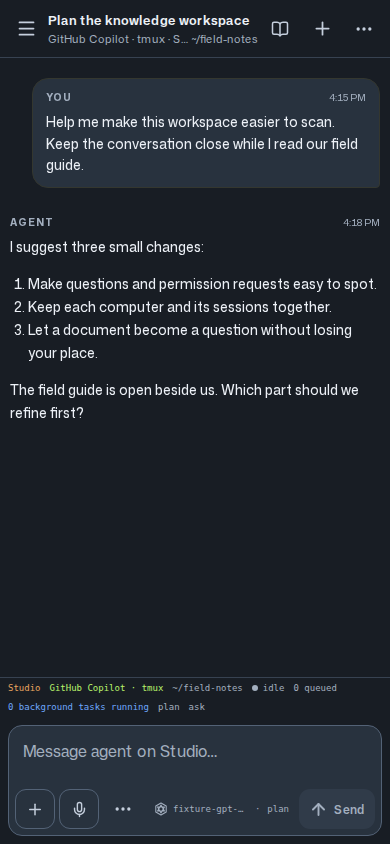 Plan the knowledge workspace
GitHub Copilot · tmux · S... ~/field-notes
YOU 4:15 PM
Help me make this workspace easier to scan.
Keep the conversation close while I read our field
guide.
AGENT 4:18 PM
I suggest three small changes:
1. Make questions and permission requests easy to spot.
2. Keep each computer and its sessions together.
3. Let a document become a question without losing
your place.
The field guide is open beside us. Which part should we
refine first?
Studio GitHub Copilot · tmux ~/field-notes idle 0 queued
0 background tasks running plan ask
Message agent on Studio...
fixture-gpt-… · plan Send